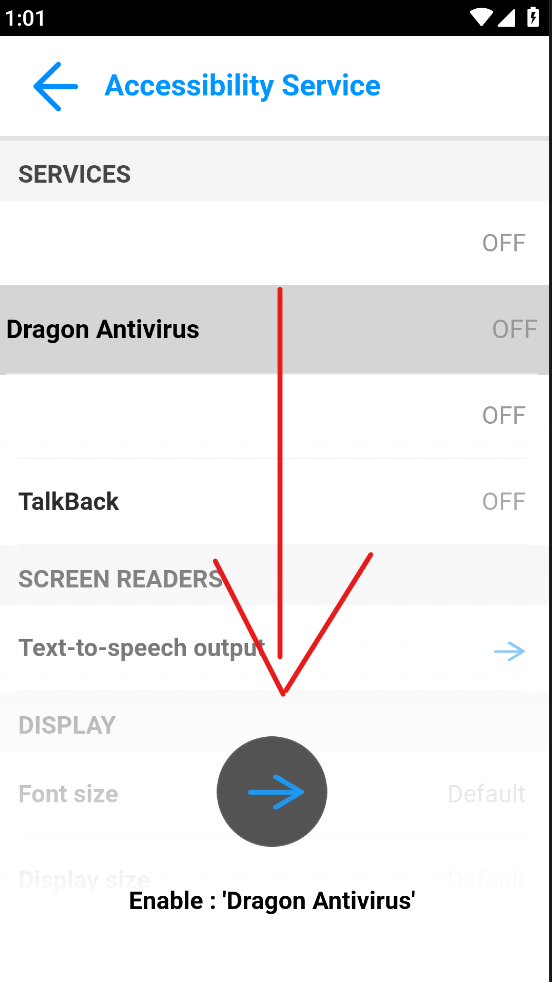 1:01
Accessibility Service
SERVICES
OFF
Dragon Antivirus OFF
OFF
TalkBack OFF
SCREEN READERS
Text-to-speech output
DISPLAY
Font size Default
Display size Default
Enable : 'Dragon Antivirus'